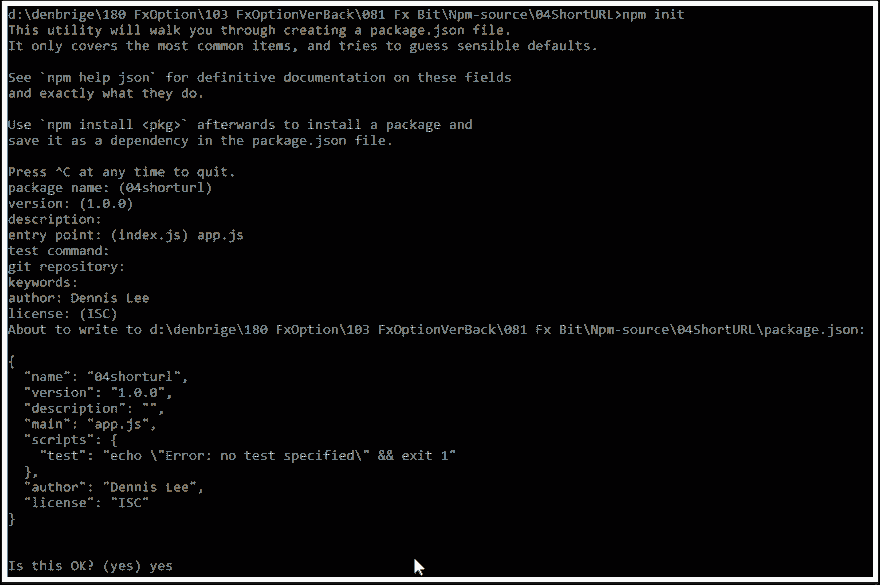 d:\denbrige\180 FxOption\103 FxOptionVerBack\081 Fx Bit\Npm-source\04ShortURL>npm init
This utility will walk you through creating a package.json file.
It only covers the most common items, and tries to guess sensible defaults.
See `npm help json` for definitive documentation on these fields
and exactly what they do.
Use `npm install <pkg>` afterwards to install a package and
save it as a dependency in the package.json file.
Press ^C at any time to quit.
package name: (04shorturl)
version: (1.0.0)
description:
entry point: (index.js) app.js
test command:
git repository:
keywords:
author: Dennis Lee
license: (ISC)
About to write to d:\denbrige\180 FxOption\103 FxOptionVerBack\081 Fx Bit\Npm-source\04ShortURL\package.json:
{
  "name": "04shorturl",
  "version": "1.0.0",
  "description": "",
  "main": "app.js",
  "scripts": {
    "test": "echo \"Error: no test specified\" && exit 1"
  },
  "author": "Dennis Lee",
  "license": "ISC"
}
Is this OK? (yes) yes